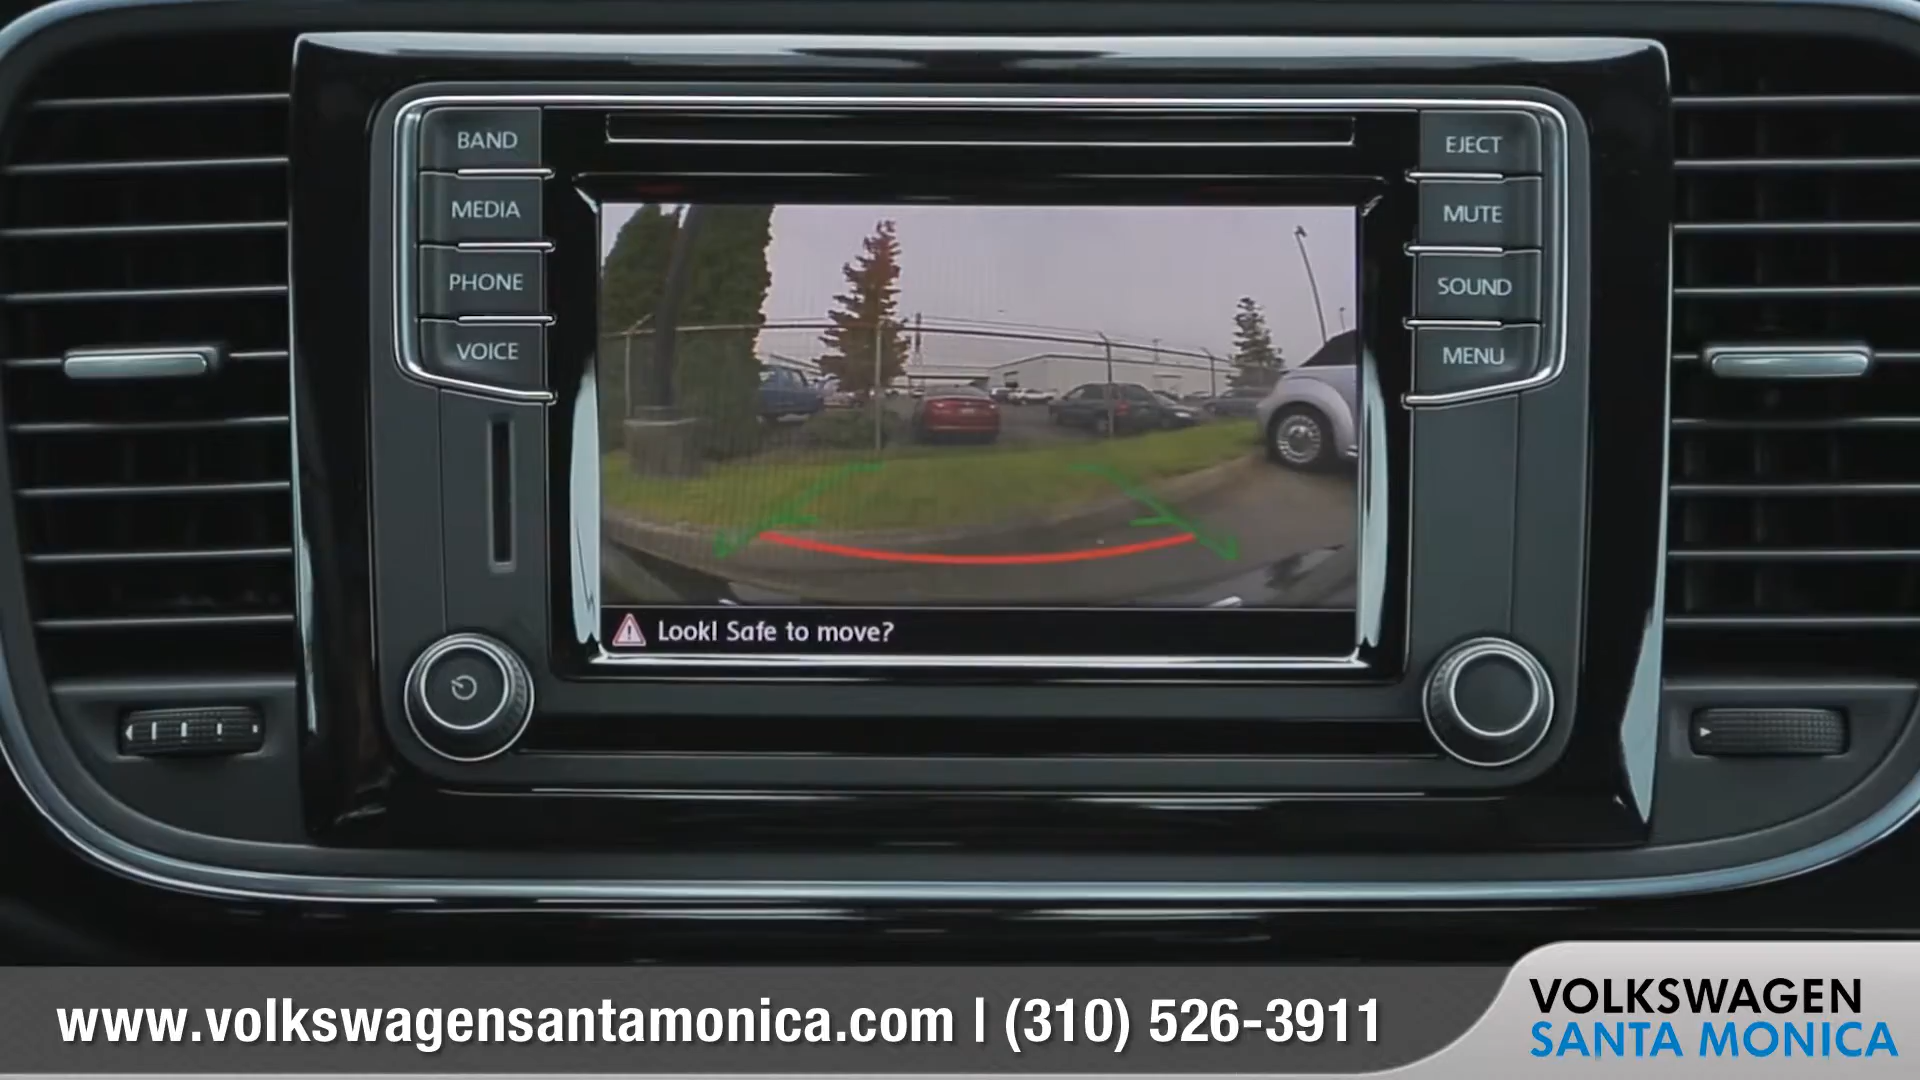 BAND
MEDIA
PHONE
VOICE
EJECT
MUTE
SOUND
MENU
Look! Safe to move?
www.volkswagensantamonica.com | (310) 526-3911
VOLKSWAGEN
SANTA MONICA